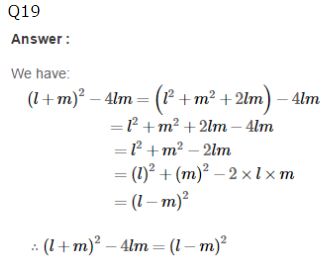 Q19
Answer :
We have:
(l + m)² − 4lm = (l² + m² + 2lm) − 4lm
= l² + m² + 2lm − 4lm
= l² + m² − 2lm
= (l)² + (m)² − 2 × l × m
= (l − m)²
∴ (l + m)² − 4lm = (l − m)²